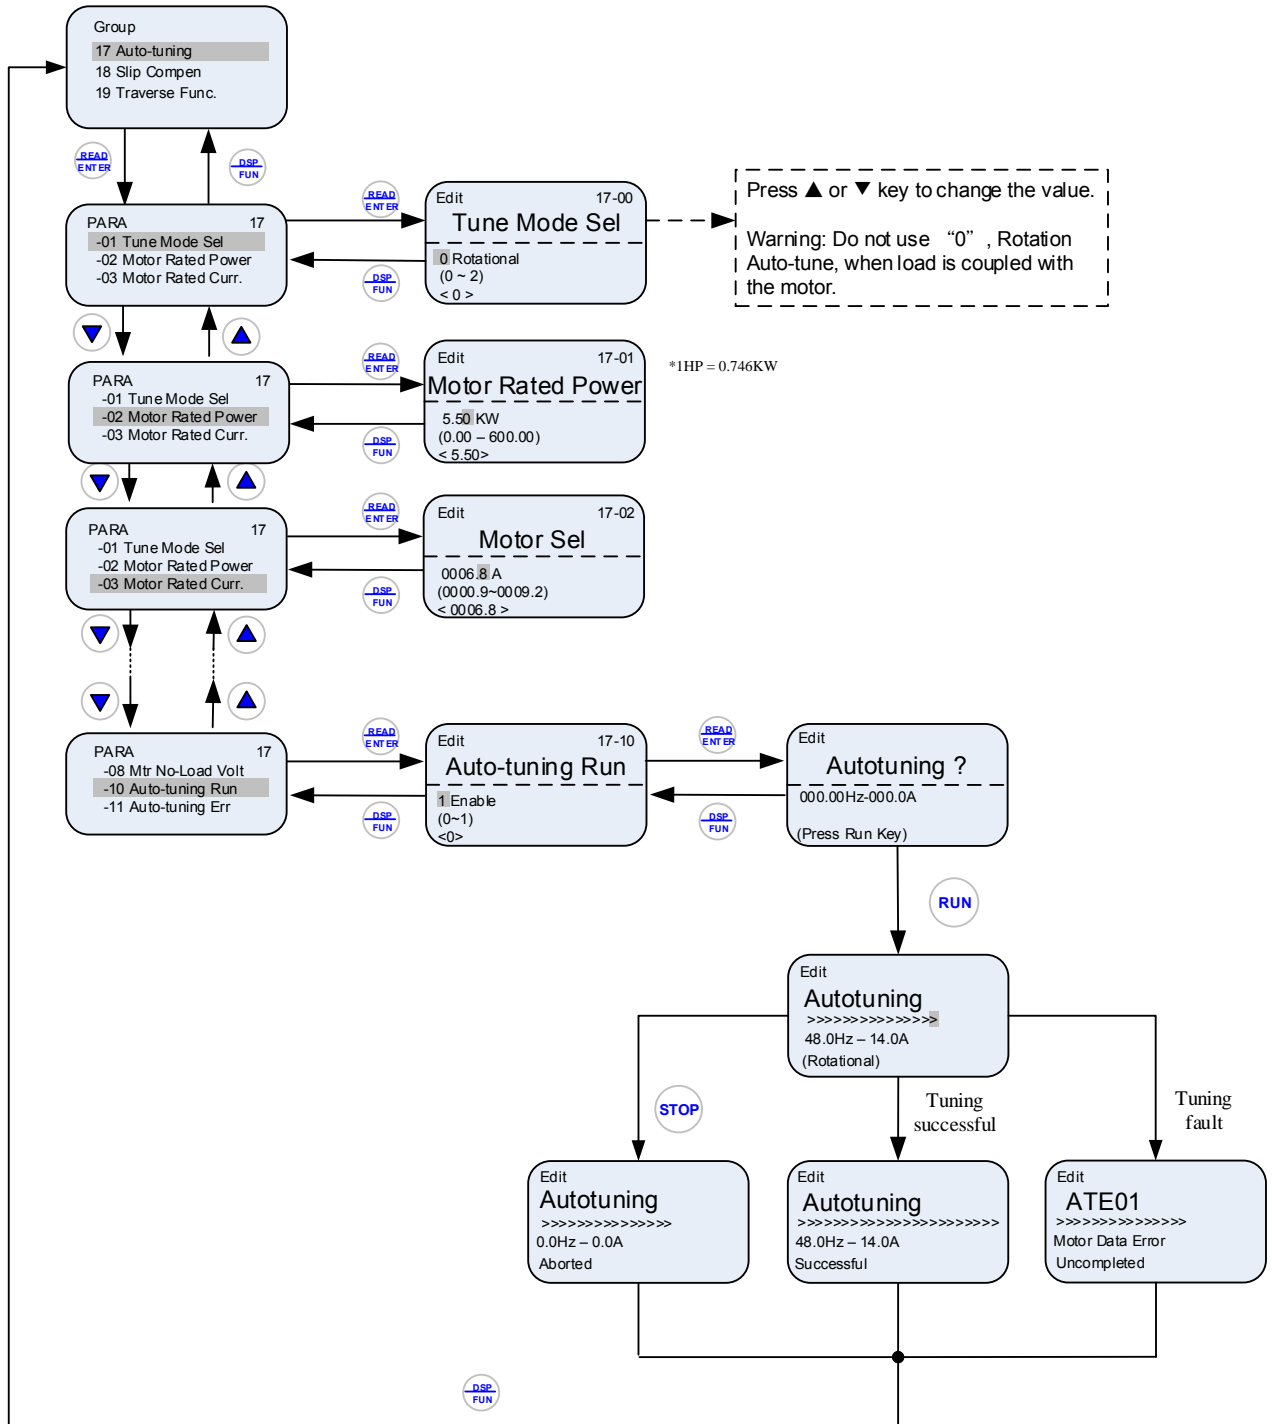 Group
17 Auto-tuning
18 Slip Compen
19 Traverse Func.
READ
ENTER
DSP
FUN
PARA 17
-01 Tune Mode Sel
-02 Motor Rated Power
-03 Motor Rated Curr.
READ
ENTER
DSP
FUN
Edit 17-00
Tune Mode Sel
0 Rotational
(0 ~ 2)
< 0 >
Press ▲ or ▼ key to change the value.
Warning: Do not use “0”, Rotation
Auto-tune, when load is coupled with
the motor.
PARA 17
-01 Tune Mode Sel
-02 Motor Rated Power
-03 Motor Rated Curr.
READ
ENTER
DSP
FUN
Edit 17-01
Motor Rated Power
5.50 KW
(0.00 – 600.00)
< 5.50>
*1HP = 0.746KW
PARA 17
-01 Tune Mode Sel
-02 Motor Rated Power
-03 Motor Rated Curr.
READ
ENTER
DSP
FUN
Edit 17-02
Motor Sel
0006.8 A
(0000.9~0009.2)
< 0006.8 >
PARA 17
-08 Mtr No-Load Volt
-10 Auto-tuning Run
-11 Auto-tuning Err
READ
ENTER
DSP
FUN
Edit 17-10
Auto-tuning Run
1 Enable
(0~1)
<0>
READ
ENTER
DSP
FUN
Edit
Autotuning ?
000.00Hz-000.0A
(Press Run Key)
RUN
Edit
Autotuning
>>>>>>>>>>>>>>>
48.0Hz – 14.0A
(Rotational)
STOP
Tuning
successful
Tuning
fault
Edit
Autotuning
>>>>>>>>>>>>>>>
0.0Hz – 0.0A
Aborted
Edit
Autotuning
>>>>>>>>>>>>>>>>>>>>>>>
48.0Hz – 14.0A
Successful
Edit
ATE01
>>>>>>>>>>>>>>>
Motor Data Error
Uncompleted
DSP
FUN